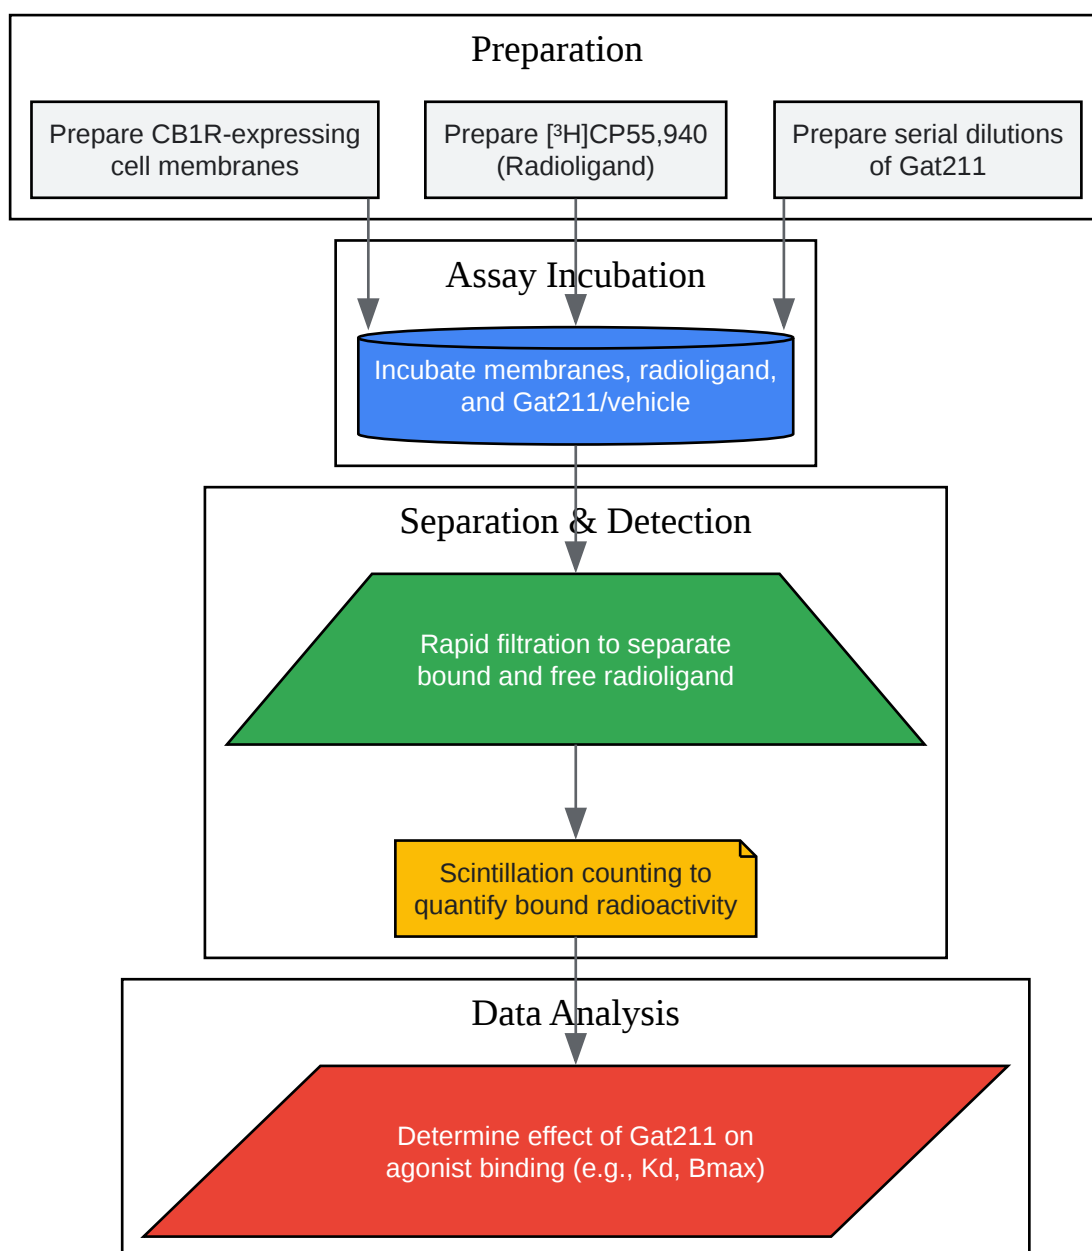 Preparation
Prepare CB1R-expressing
cell membranes
Prepare [³H]CP55,940
(Radioligand)
Prepare serial dilutions
of Gat211
Assay Incubation
Incubate membranes, radioligand,
and Gat211/vehicle
Separation & Detection
Rapid filtration to separate
bound and free radioligand
Scintillation counting to
quantify bound radioactivity
Data Analysis
Determine effect of Gat211 on
agonist binding (e.g., Kd, Bmax)